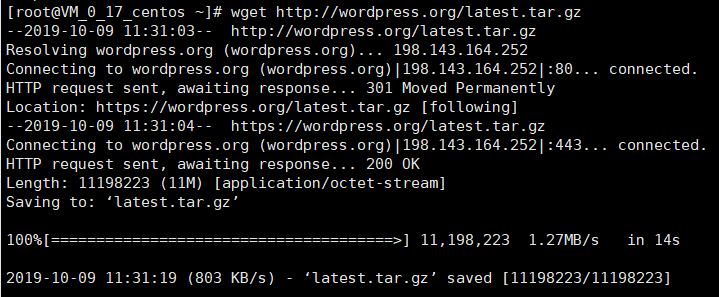 [root@VM_0_17_centos ~]# wget http://wordpress.org/latest.tar.gz
--2019-10-09 11:31:03--  http://wordpress.org/latest.tar.gz
Resolving wordpress.org (wordpress.org)... 198.143.164.252
Connecting to wordpress.org (wordpress.org)|198.143.164.252|:80... connected.
HTTP request sent, awaiting response... 301 Moved Permanently
Location: https://wordpress.org/latest.tar.gz [following]
--2019-10-09 11:31:04--  https://wordpress.org/latest.tar.gz
Connecting to wordpress.org (wordpress.org)|198.143.164.252|:443... connected.
HTTP request sent, awaiting response... 200 OK
Length: 11198223 (11M) [application/octet-stream]
Saving to: ‘latest.tar.gz’
100%[======================================>] 11,198,223  1.27MB/s   in 14s
2019-10-09 11:31:19 (803 KB/s) - ‘latest.tar.gz’ saved [11198223/11198223]